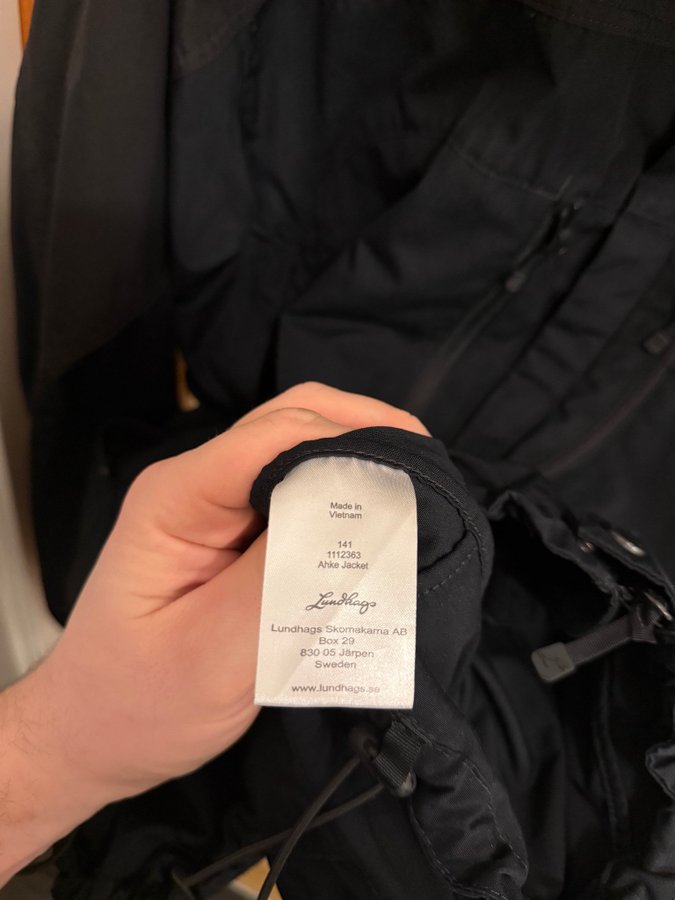 Made in
Vietnam
141
1112363
Ahke Jacket
Lundhags
Lundhags Skomakarna AB
Box 29
830 05 Järpen
Sweden
www.lundhags.se